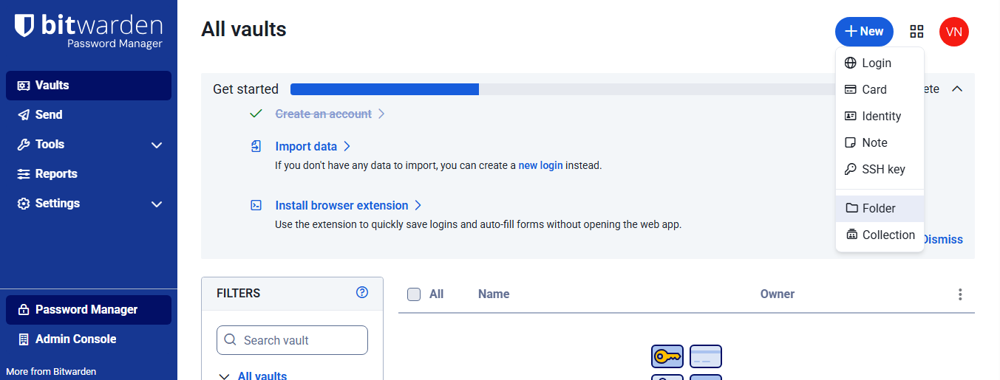 bitwarden
Password Manager
Vaults
Send
Tools
Reports
Settings
Password Manager
Admin Console
More from Bitwarden
All vaults
New
VN
Login
Card
Identity
Note
SSH key
Folder
Collection
Get started
Create an account
Import data
If you don't have any data to import, you can create a new login instead.
Install browser extension
Use the extension to quickly save logins and auto-fill forms without opening the web app.
Dismiss
FILTERS
Search vault
All vaults
All Name Owner